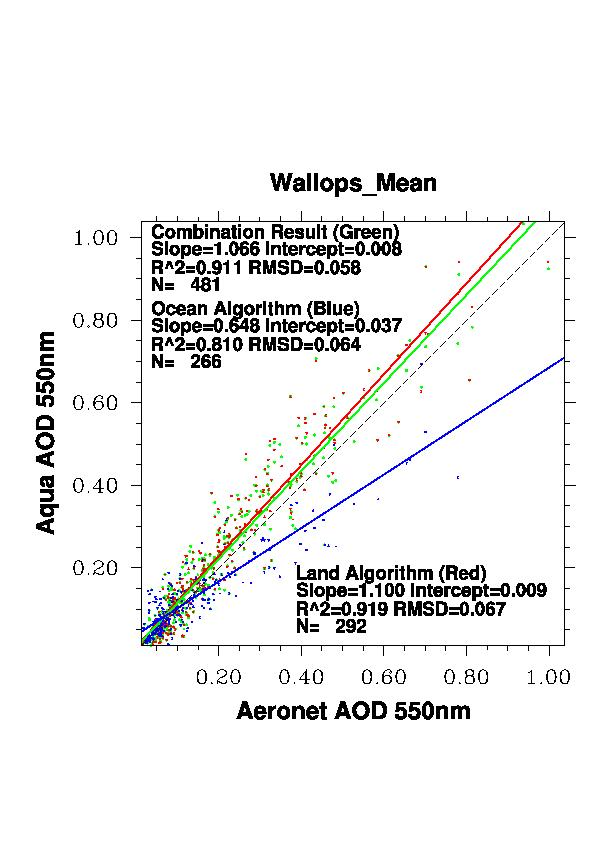 Wallops_Mean
Combination Result (Green)
Slope=1.066 Intercept=0.008
R^2=0.911 RMSD=0.058
N= 481
Ocean Algorithm (Blue)
Slope=0.648 Intercept=0.037
R^2=0.810 RMSD=0.064
N= 266
Land Algorithm (Red)
Slope=1.100 Intercept=0.009
R^2=0.919 RMSD=0.067
N= 292
1.00
0.80
0.60
0.40
0.20
Aqua AOD 550nm
0.20 0.40 0.60 0.80 1.00
Aeronet AOD 550nm